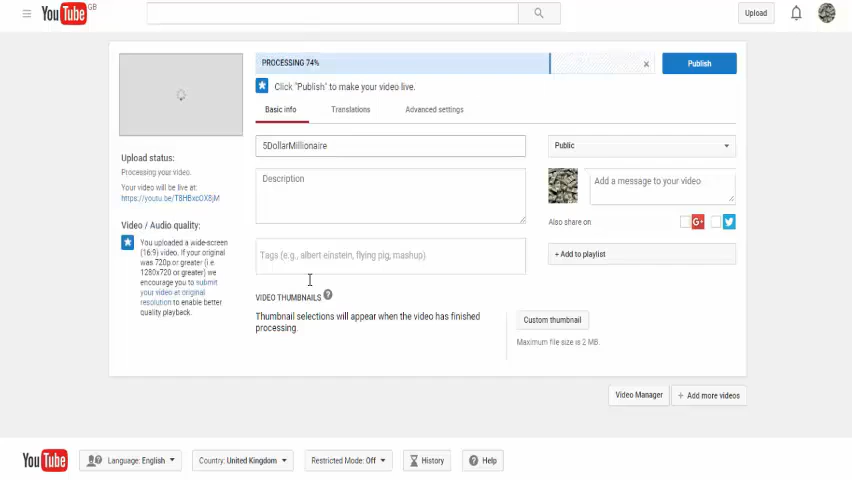 YouTube GB
Upload
PROCESSING 74%
Publish
Click "Publish" to make your video live.
Basic info
Translations
Advanced settings
5DollarMillionaire
Public
Upload status:
Processing your video.
Your video will be live at:
Description
Add a message to your video
Also share on
G+
Video / Audio quality:
You uploaded a wide-screen
(16:9) video. If your original
was 720p or greater (i.e.
1280x720 or greater) we
encourage you to submit
your video at original
resolution to enable better
quality playback.
Tags (e.g., albert einstein, flying pig, mashup)
+ Add to playlist
VIDEO THUMBNAILS ?
Thumbnail selections will appear when the video has finished
processing.
Custom thumbnail
Maximum file size is 2 MB.
Video Manager
+ Add more videos
YouTube
Language: English
Country: United Kingdom
Restricted Mode: Off
History
Help